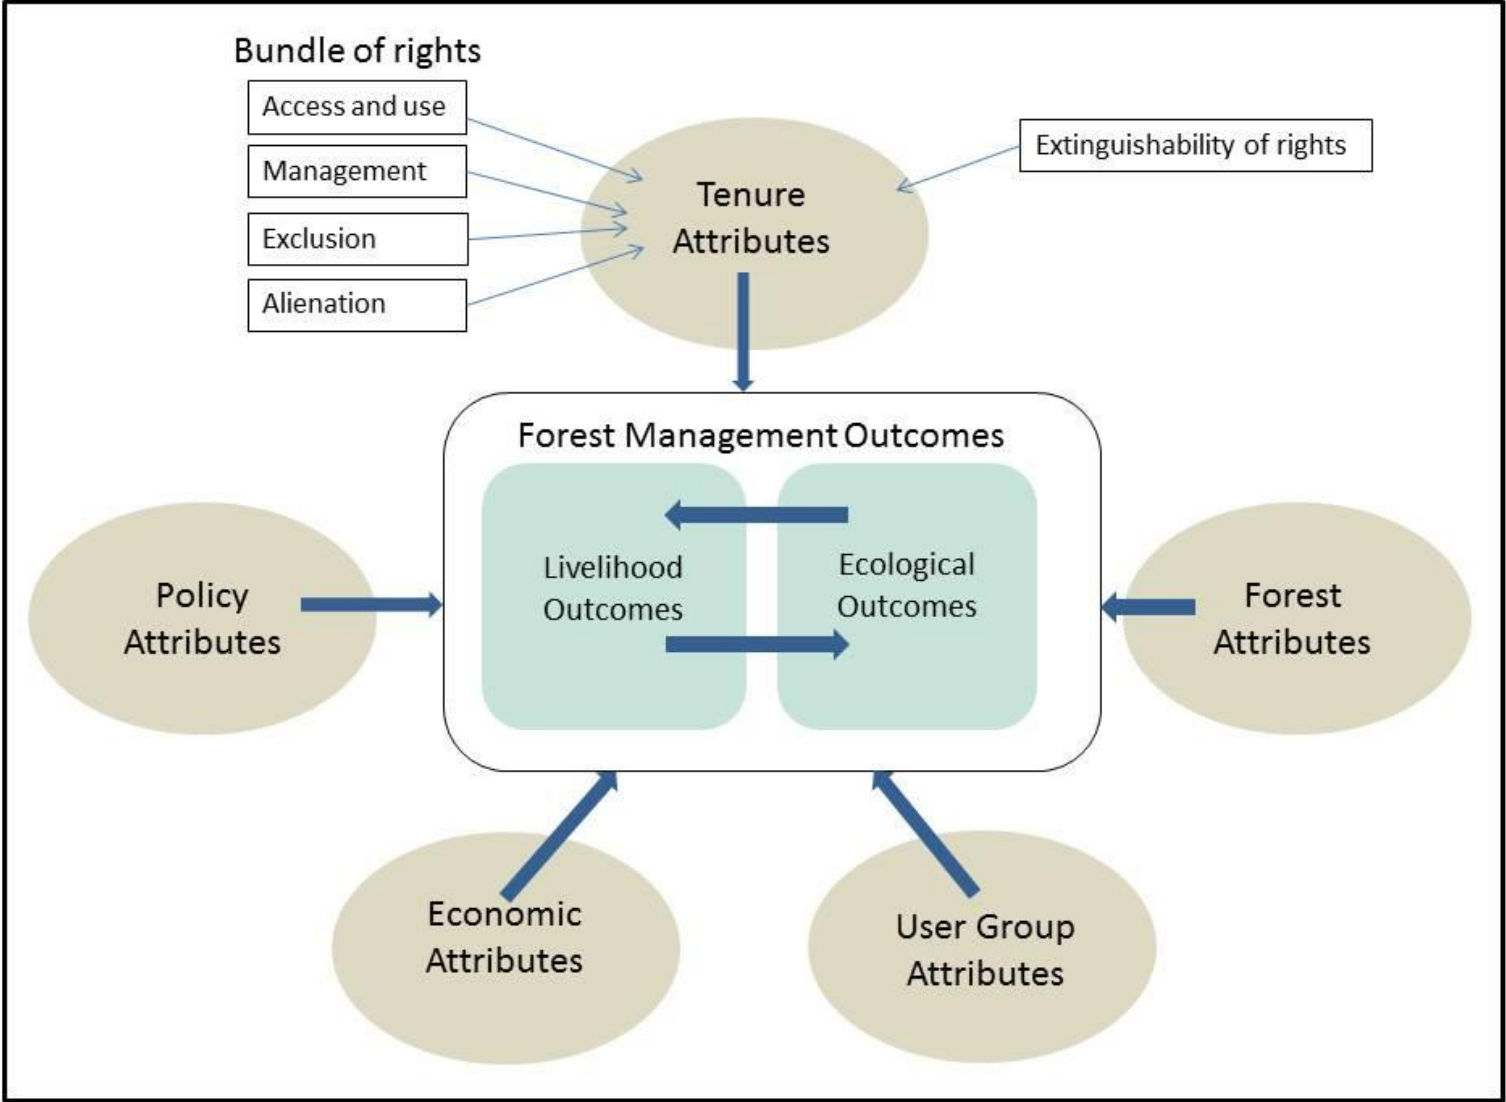 Bundle of rights
Access and use
Management
Exclusion
Alienation
Extinguishability of rights
Tenure
Attributes
Forest Management Outcomes
Livelihood
Outcomes
Ecological
Outcomes
Policy
Attributes
Forest
Attributes
Economic
Attributes
User Group
Attributes